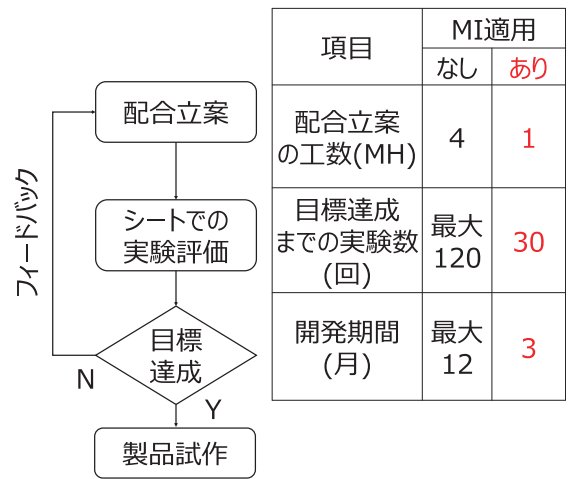 配合立案
シートでの
実験評価
目標
達成
N
Y
フィードバック
製品試作
項目
MI適用
なし
あり
配合立案
の工数(MH)
4
1
目標達成
までの実験数
(回)
最大
120
30
開発期間
(月)
最大
12
3